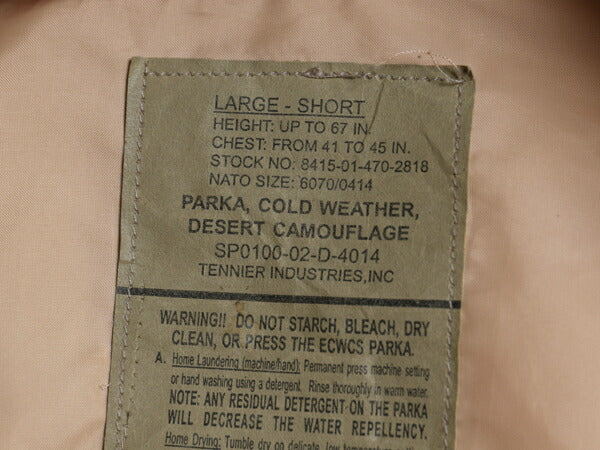 LARGE - SHORT
HEIGHT: UP TO 67 IN.
CHEST: FROM 41 TO 45 IN.
STOCK NO: 8415-01-470-2818
NATO SIZE: 6070/0414
PARKA, COLD WEATHER,
DESERT CAMOUFLAGE
SP0100-02-D-4014
TENNIER INDUSTRIES,INC
WARNING!! DO NOT STARCH, BLEACH, DRY
CLEAN, OR PRESS THE ECWCS PARKA.
A. Home Laundering (machine/hand): Permanent press machine setting
or hand washing using a detergent. Rinse thoroughly in warm water.
NOTE: ANY RESIDUAL DETERGENT ON THE PARKA
WILL DECREASE THE WATER REPELLENCY.
Home Drying: Tumble dry on delicate, low